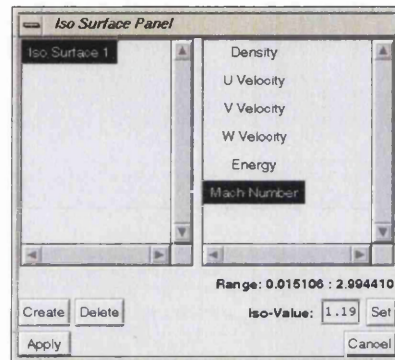 Iso Surface Panel
Iso Surface 1
Density
U Velocity
V Velocity
W Velocity
Energy
Mach Number
Range: 0.015106 : 2.994410
Create Delete Iso-Value: 1.19 Set
Apply Cancel